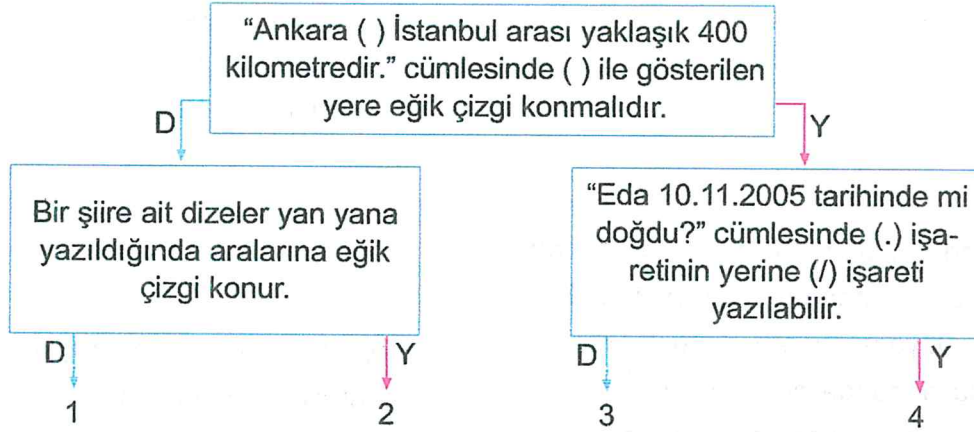 “Ankara ( ) İstanbul arası yaklaşık 400
kilometredir.” cümlesinde ( ) ile gösterilen
yere eğik çizgi konmalıdır.
D
Y
Bir şiire ait dizeler yan yana
yazıldığında aralarına eğik
çizgi konur.
“Eda 10.11.2005 tarihinde mi
doğdu?” cümlesinde (.) işa-
retinin yerine (/) işareti
yazılabilir.
D
Y
D
Y
1
2
3
4